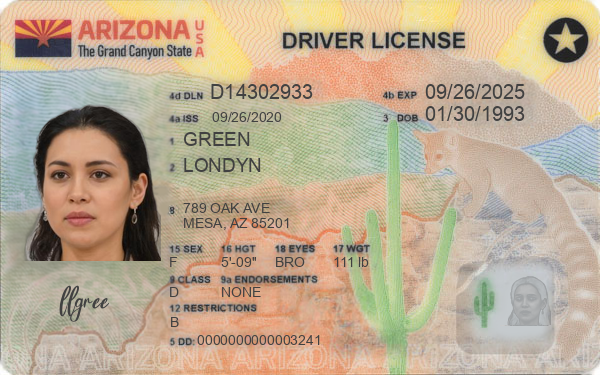 ARIZONA USA
The Grand Canyon State
DRIVER LICENSE
4d DLN D14302933 4b EXP 09/26/2025
4a ISS 09/26/2020 3 DOB 01/30/1993
1 GREEN
2 LONDYN
8 789 OAK AVE
MESA, AZ 85201
15 SEX 16 HGT 18 EYES 17 WGT
F 5'-09" BRO 111 lb
9 CLASS 9a ENDORSEMENTS
D NONE
12 RESTRICTIONS
B
5 DD: 0000000000003241
llgree
ONA ARIZONA ARIZONA ARIZONA ARIZONA ARIZ